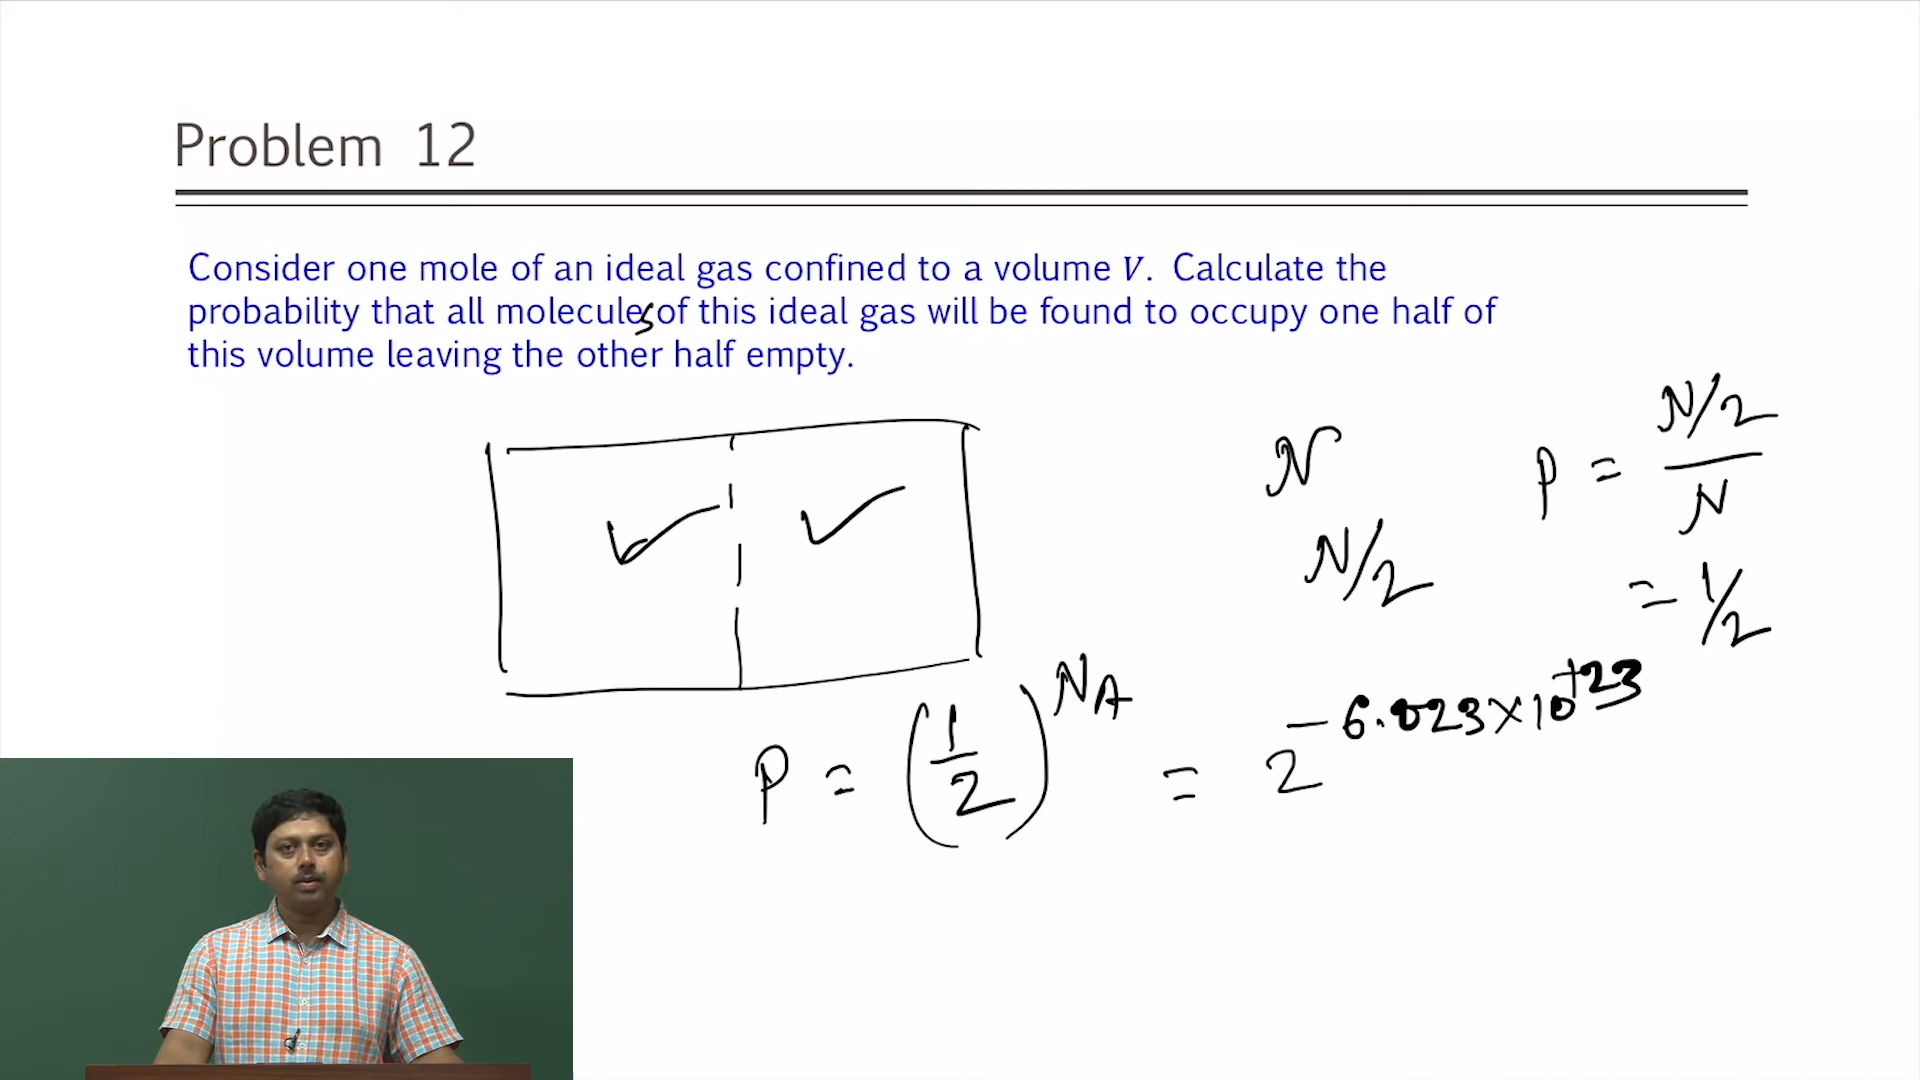 Problem 12
Consider one mole of an ideal gas confined to a volume V. Calculate the
probability that all molecules of this ideal gas will be found to occupy one half of
this volume leaving the other half empty.
N
N/2
p = (N/2)/N
= 1/2
P = (1/2)^N_A = 2^-6.023×10^+23